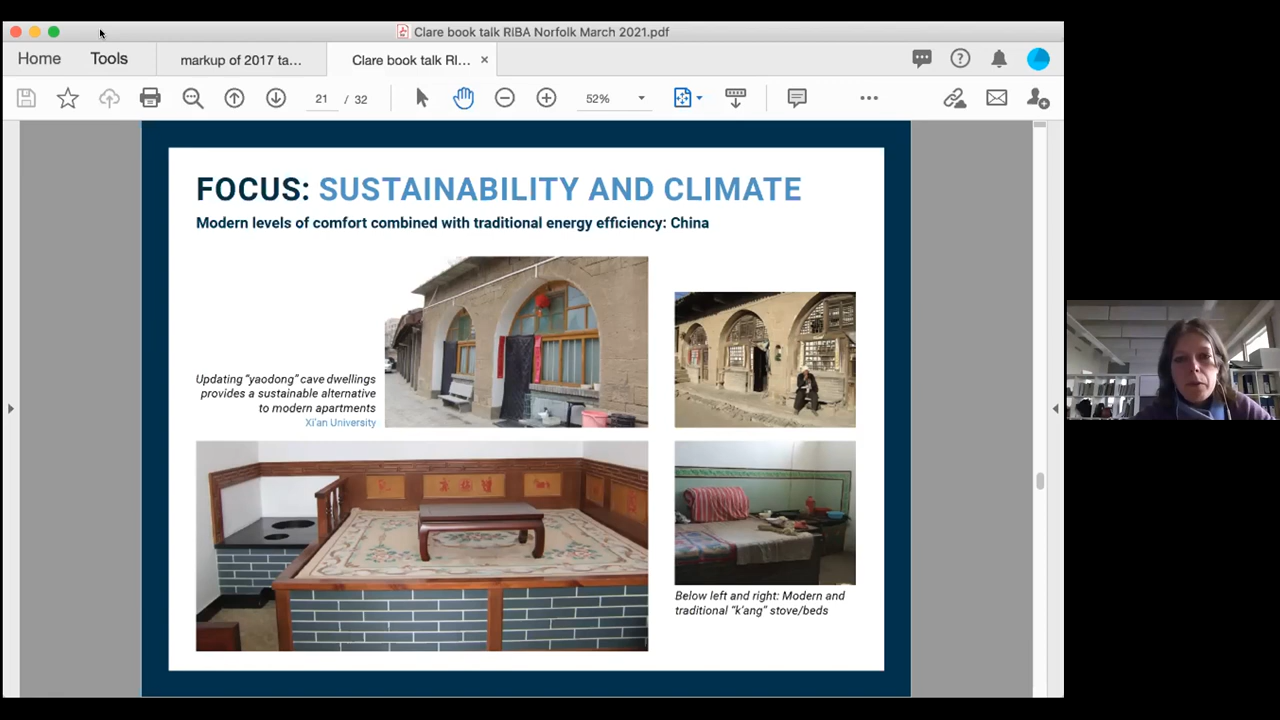 Clare book talk RIBA Norfolk March 2021.pdf
Home
Tools
markup of 2017 ta...
Clare book talk RI...
21 / 32
52%
FOCUS: SUSTAINABILITY AND CLIMATE
Modern levels of comfort combined with traditional energy efficiency: China
Updating “yaodong” cave dwellings
provides a sustainable alternative
to modern apartments
Xi’an University
Below left and right: Modern and
traditional “k’ang” stove/beds